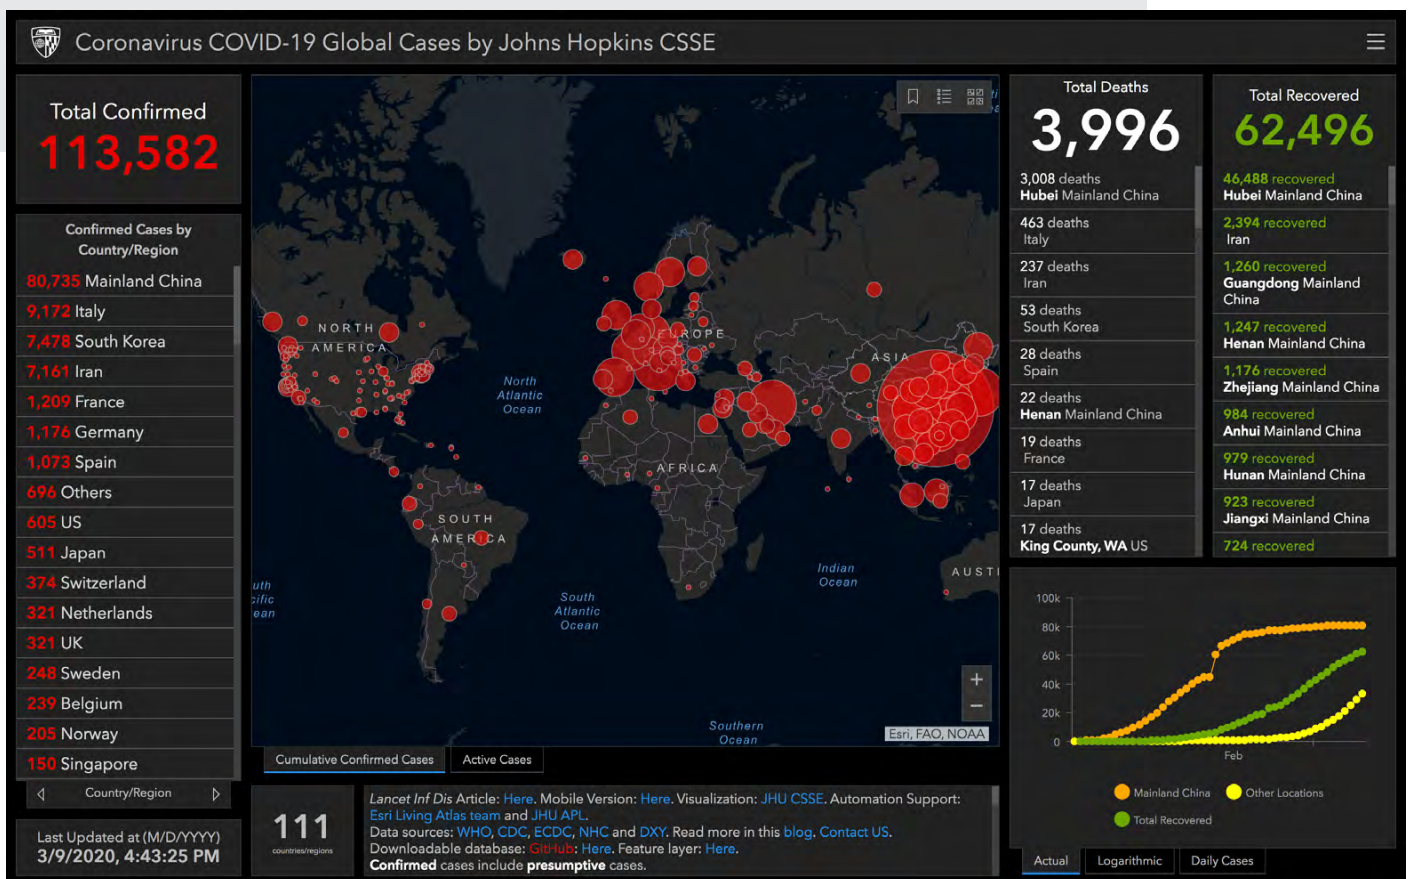 Coronavirus COVID-19 Global Cases by Johns Hopkins CSSE
Total Confirmed
113,582
Confirmed Cases by
Country/Region
80,735 Mainland China
9,172 Italy
7,478 South Korea
7,161 Iran
1,209 France
1,176 Germany
1,073 Spain
696 Others
605 US
511 Japan
374 Switzerland
321 Netherlands
321 UK
248 Sweden
239 Belgium
205 Norway
150 Singapore
Country/Region
Last Updated at (M/D/YYYY)
3/9/2020, 4:43:25 PM
NORTH
AMERICA
EUROPE
ASIA
North
Atlantic
Ocean
AFRICA
SOUTH
AMERICA
Indian
Ocean
AUST
South
Atlantic
Ocean
uth
cific
ean
Southern
Ocean
+
−
Esri, FAO, NOAA
Cumulative Confirmed Cases
Active Cases
111
countries/regions
Lancet Inf Dis Article: Here. Mobile Version: Here. Visualization: JHU CSSE. Automation Support:
Esri Living Atlas team and JHU APL.
Data sources: WHO, CDC, ECDC, NHC and DXY. Read more in this blog. Contact US.
Downloadable database: GitHub: Here. Feature layer: Here.
Confirmed cases include presumptive cases.
Total Deaths
3,996
3,008 deaths
Hubei Mainland China
463 deaths
Italy
237 deaths
Iran
53 deaths
South Korea
28 deaths
Spain
22 deaths
Henan Mainland China
19 deaths
France
17 deaths
Japan
17 deaths
King County, WA US
Total Recovered
62,496
46,488 recovered
Hubei Mainland China
2,394 recovered
Iran
1,260 recovered
Guangdong Mainland
China
1,247 recovered
Henan Mainland China
1,176 recovered
Zhejiang Mainland China
984 recovered
Anhui Mainland China
979 recovered
Hunan Mainland China
923 recovered
Jiangxi Mainland China
724 recovered
100k
80k
60k
40k
20k
0
Feb
Mainland China
Other Locations
Total Recovered
Actual
Logarithmic
Daily Cases